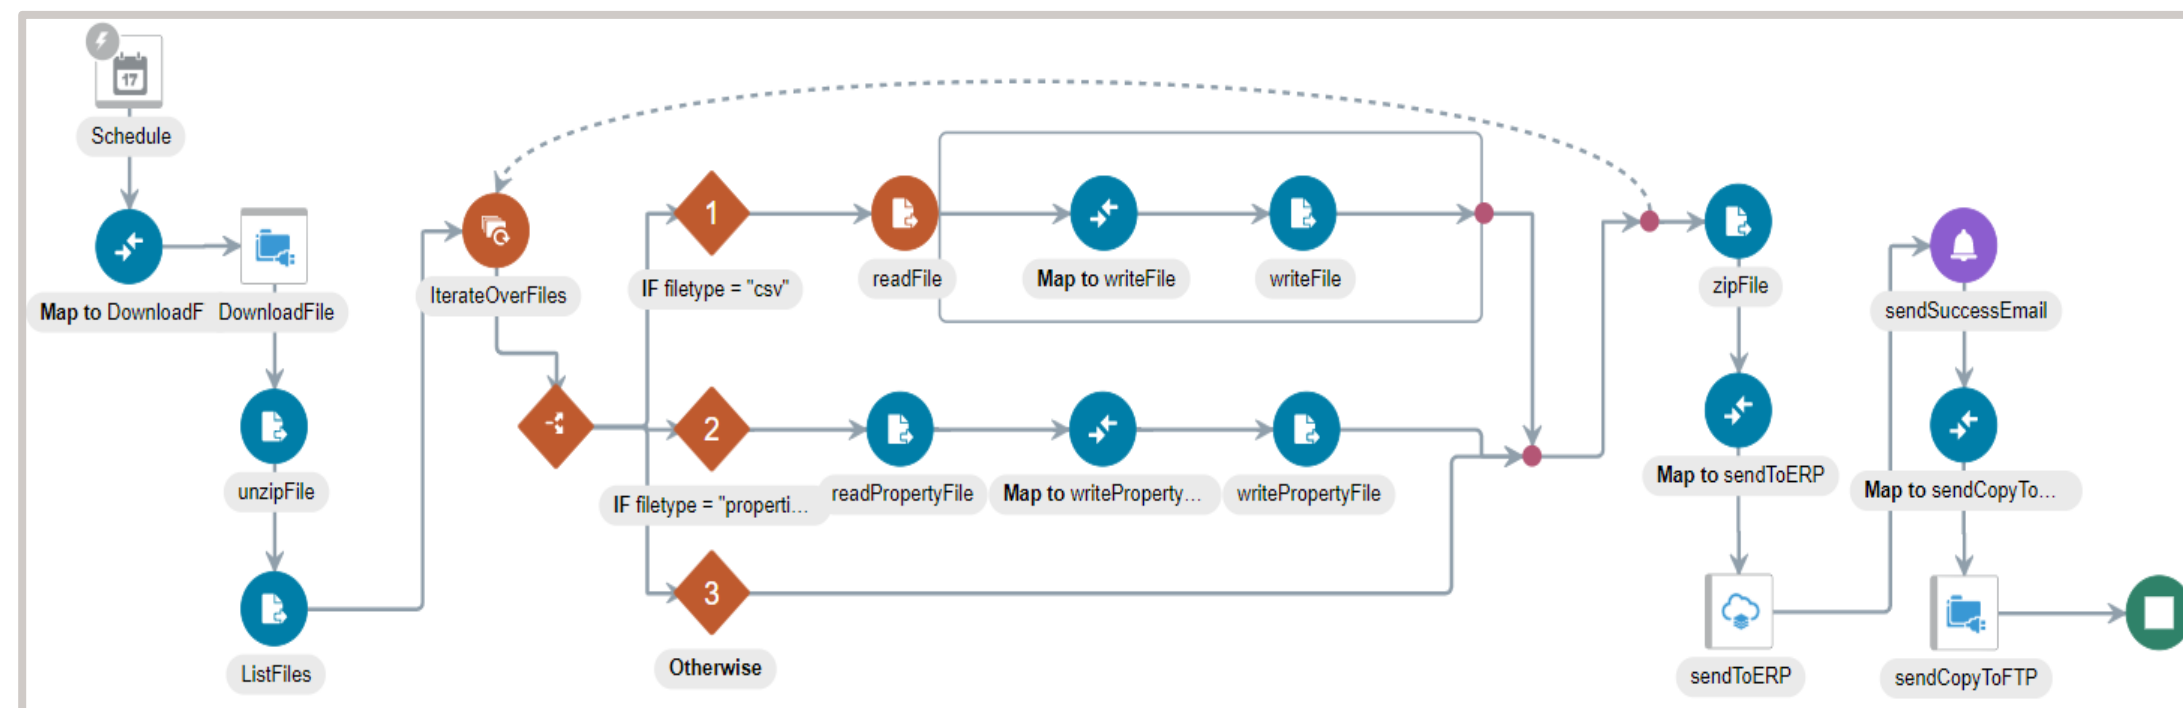 17
Schedule
Map to DownloadF
DownloadFile
unzipFile
ListFiles
IterateOverFiles
1
IF filetype = "csv"
readFile
Map to writeFile
writeFile
2
IF filetype = "properti...
readPropertyFile
Map to writeProperty...
writePropertyFile
3
Otherwise
zipFile
Map to sendToERP
sendToERP
sendSuccessEmail
Map to sendCopyTo...
sendCopyToFTP